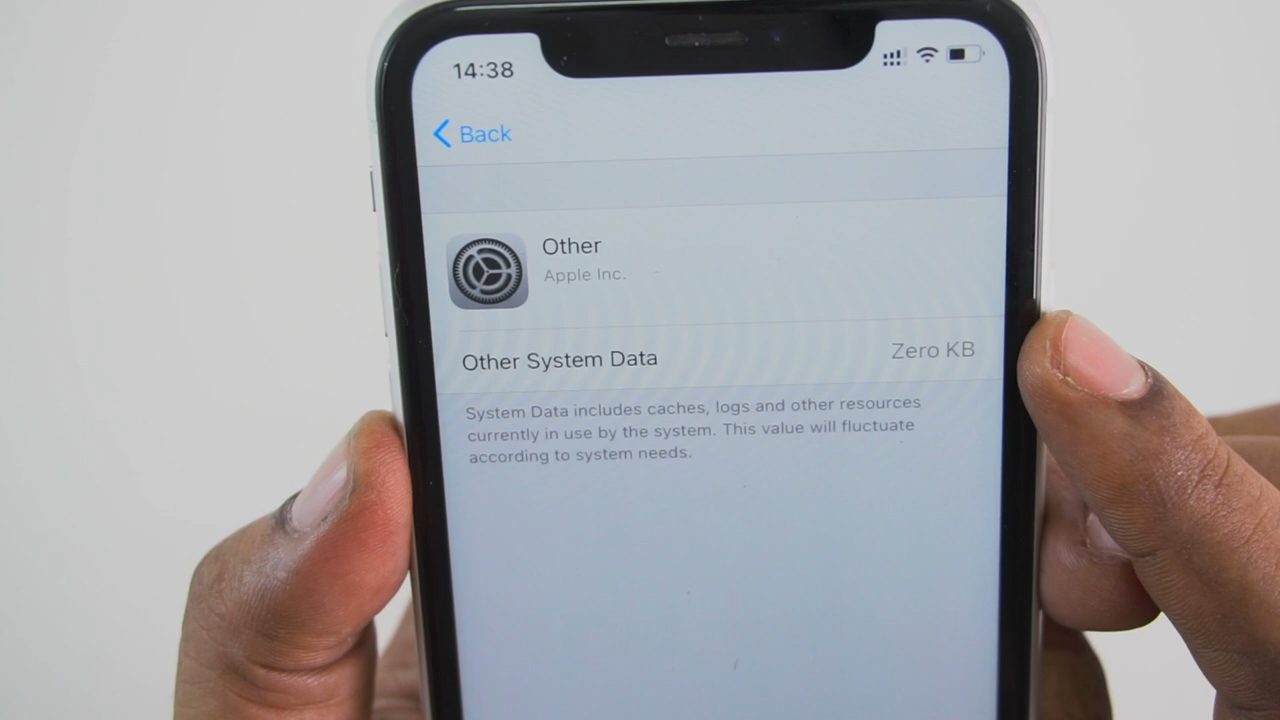 14:38
Back
Other
Apple Inc.
Other System Data Zero KB
System Data includes caches, logs and other resources
currently in use by the system. This value will fluctuate
according to system needs.